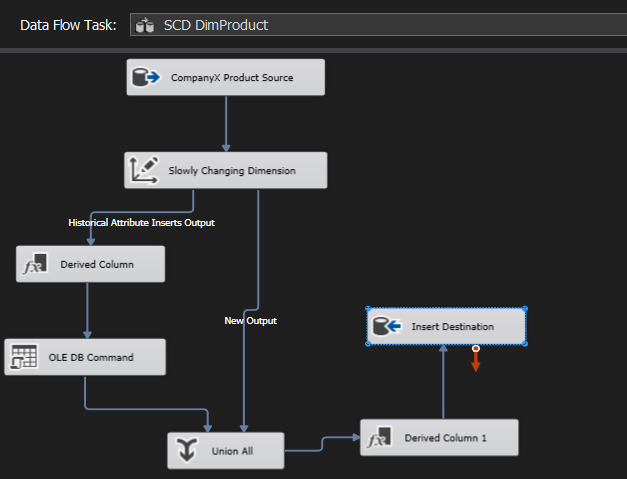 Data Flow Task: SCD DimProduct
CompanyX Product Source
Slowly Changing Dimension
Historical Attribute Inserts Output
Derived Column
New Output
Insert Destination
OLE DB Command
Derived Column 1
Union All